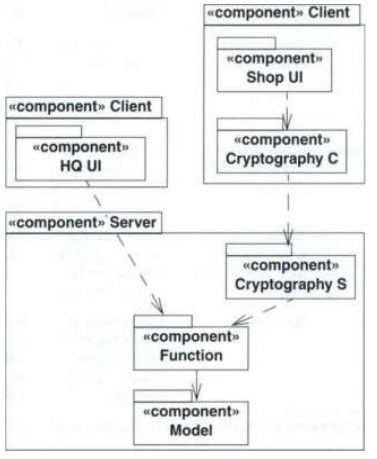 «component» Client
«component»
Shop UI
«component»
Cryptography C
«component» Client
«component»
HQ UI
«component» Server
«component»
Cryptography S
«component»
Function
«component»
Model